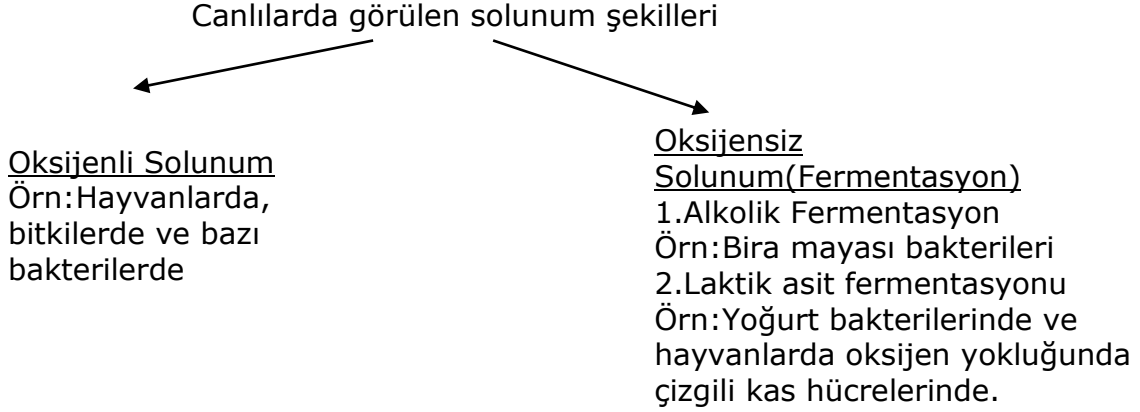 Canlılarda görülen solunum şekilleri
Oksijenli Solunum
Örn:Hayvanlarda,
bitkilerde ve bazı
bakterilerde
Oksijensiz
Solunum(Fermentasyon)
1.Alkolik Fermentasyon
Örn:Bira mayası bakterileri
2.Laktik asit fermentasyonu
Örn:Yoğurt bakterilerinde ve
hayvanlarda oksijen yokluğunda
çizgili kas hücrelerinde.